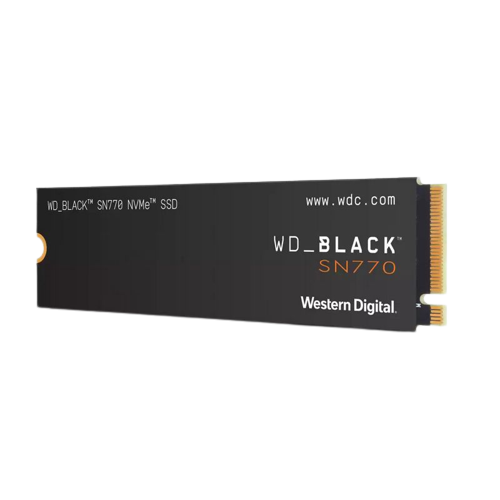 WD_BLACK™ SN770 NVMe™ SSD
www.wdc.com
WD_BLACK™
SN770
Western Digital.